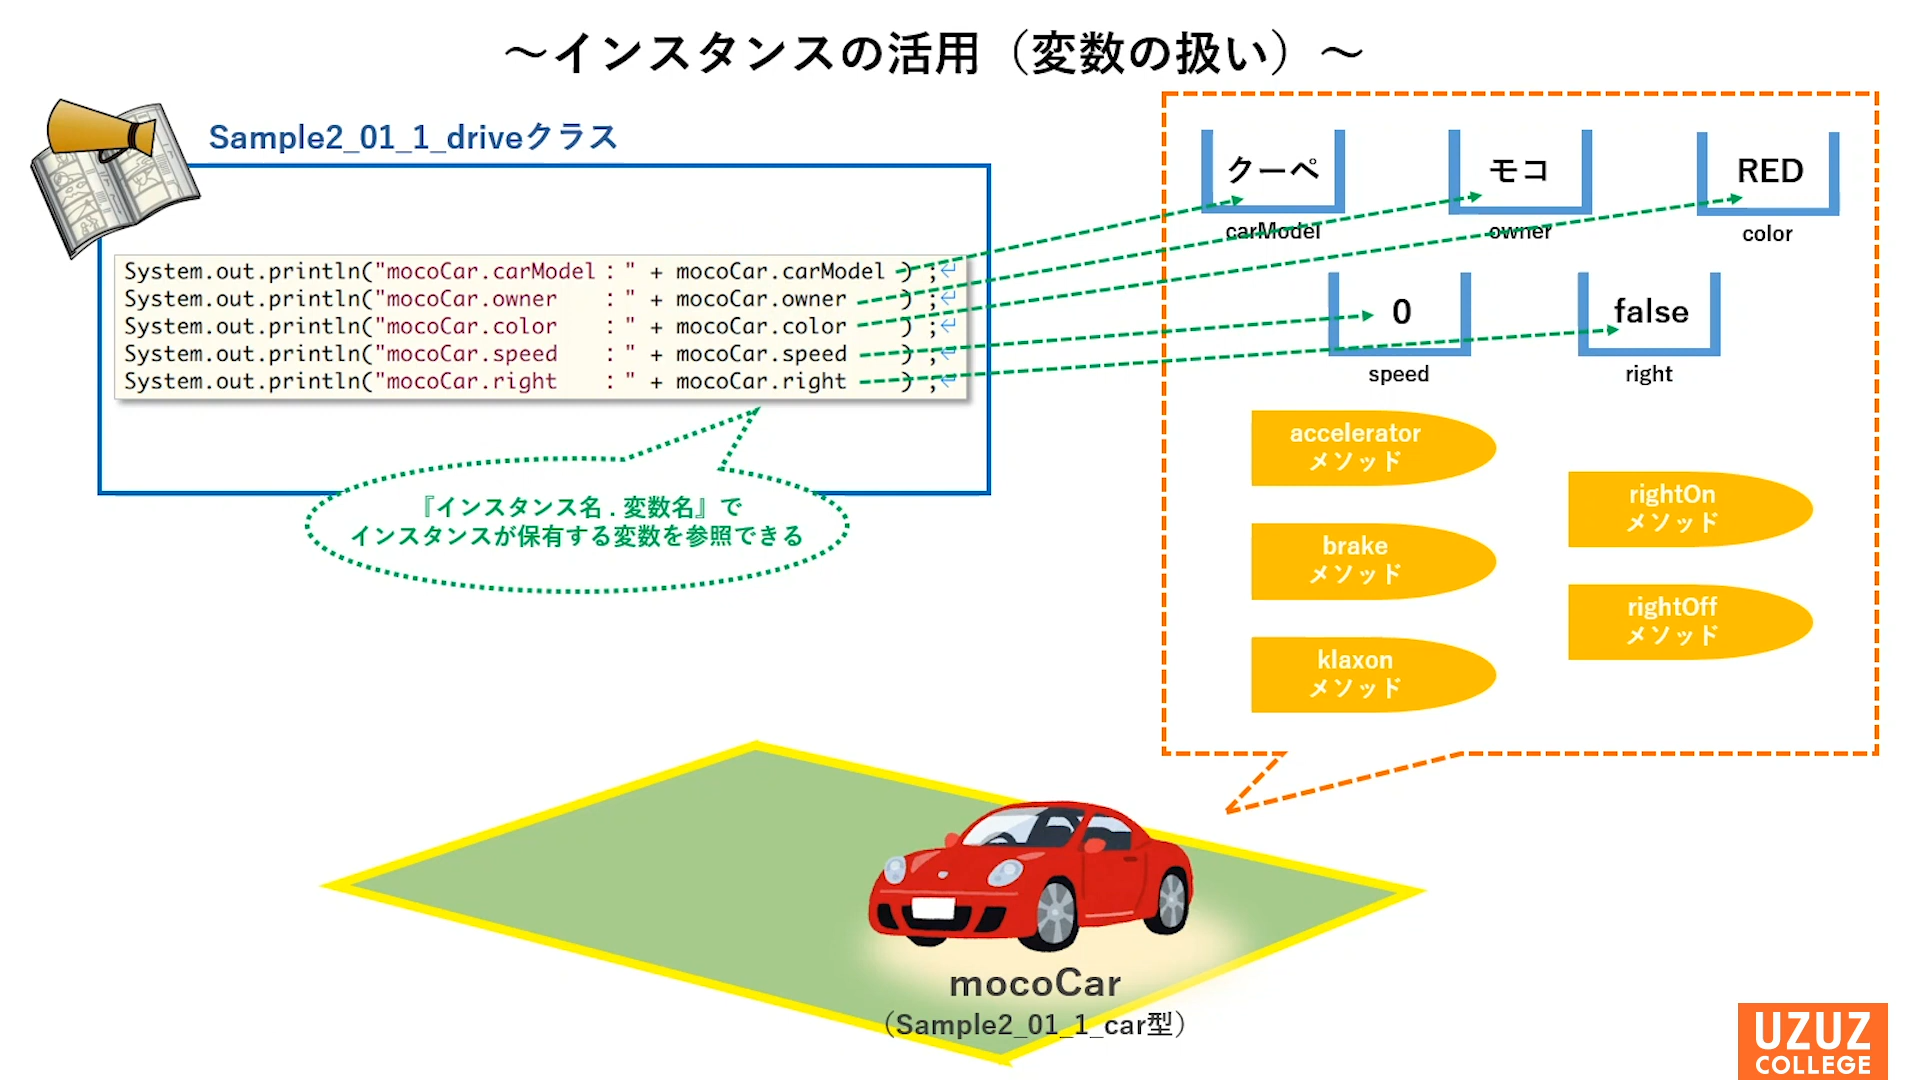 ～インスタンスの活用（変数の扱い）～
Sample2_01_1_driveクラス
System.out.println("mocoCar.carModel：" + mocoCar.carModel ) ;↵
System.out.println("mocoCar.owner　　：" + mocoCar.owner　　) ;↵
System.out.println("mocoCar.color　　：" + mocoCar.color　　) ;↵
System.out.println("mocoCar.speed　　：" + mocoCar.speed　　) ;↵
System.out.println("mocoCar.right　　：" + mocoCar.right　　) ;↵
『インスタンス名 . 変数名』で
インスタンスが保有する変数を参照できる
クーペ
carModel
モコ
owner
RED
color
0
speed
false
right
accelerator
メソッド
brake
メソッド
klaxon
メソッド
rightOn
メソッド
rightOff
メソッド
mocoCar
（Sample2_01_1_car型）
UZUZ
COLLEGE